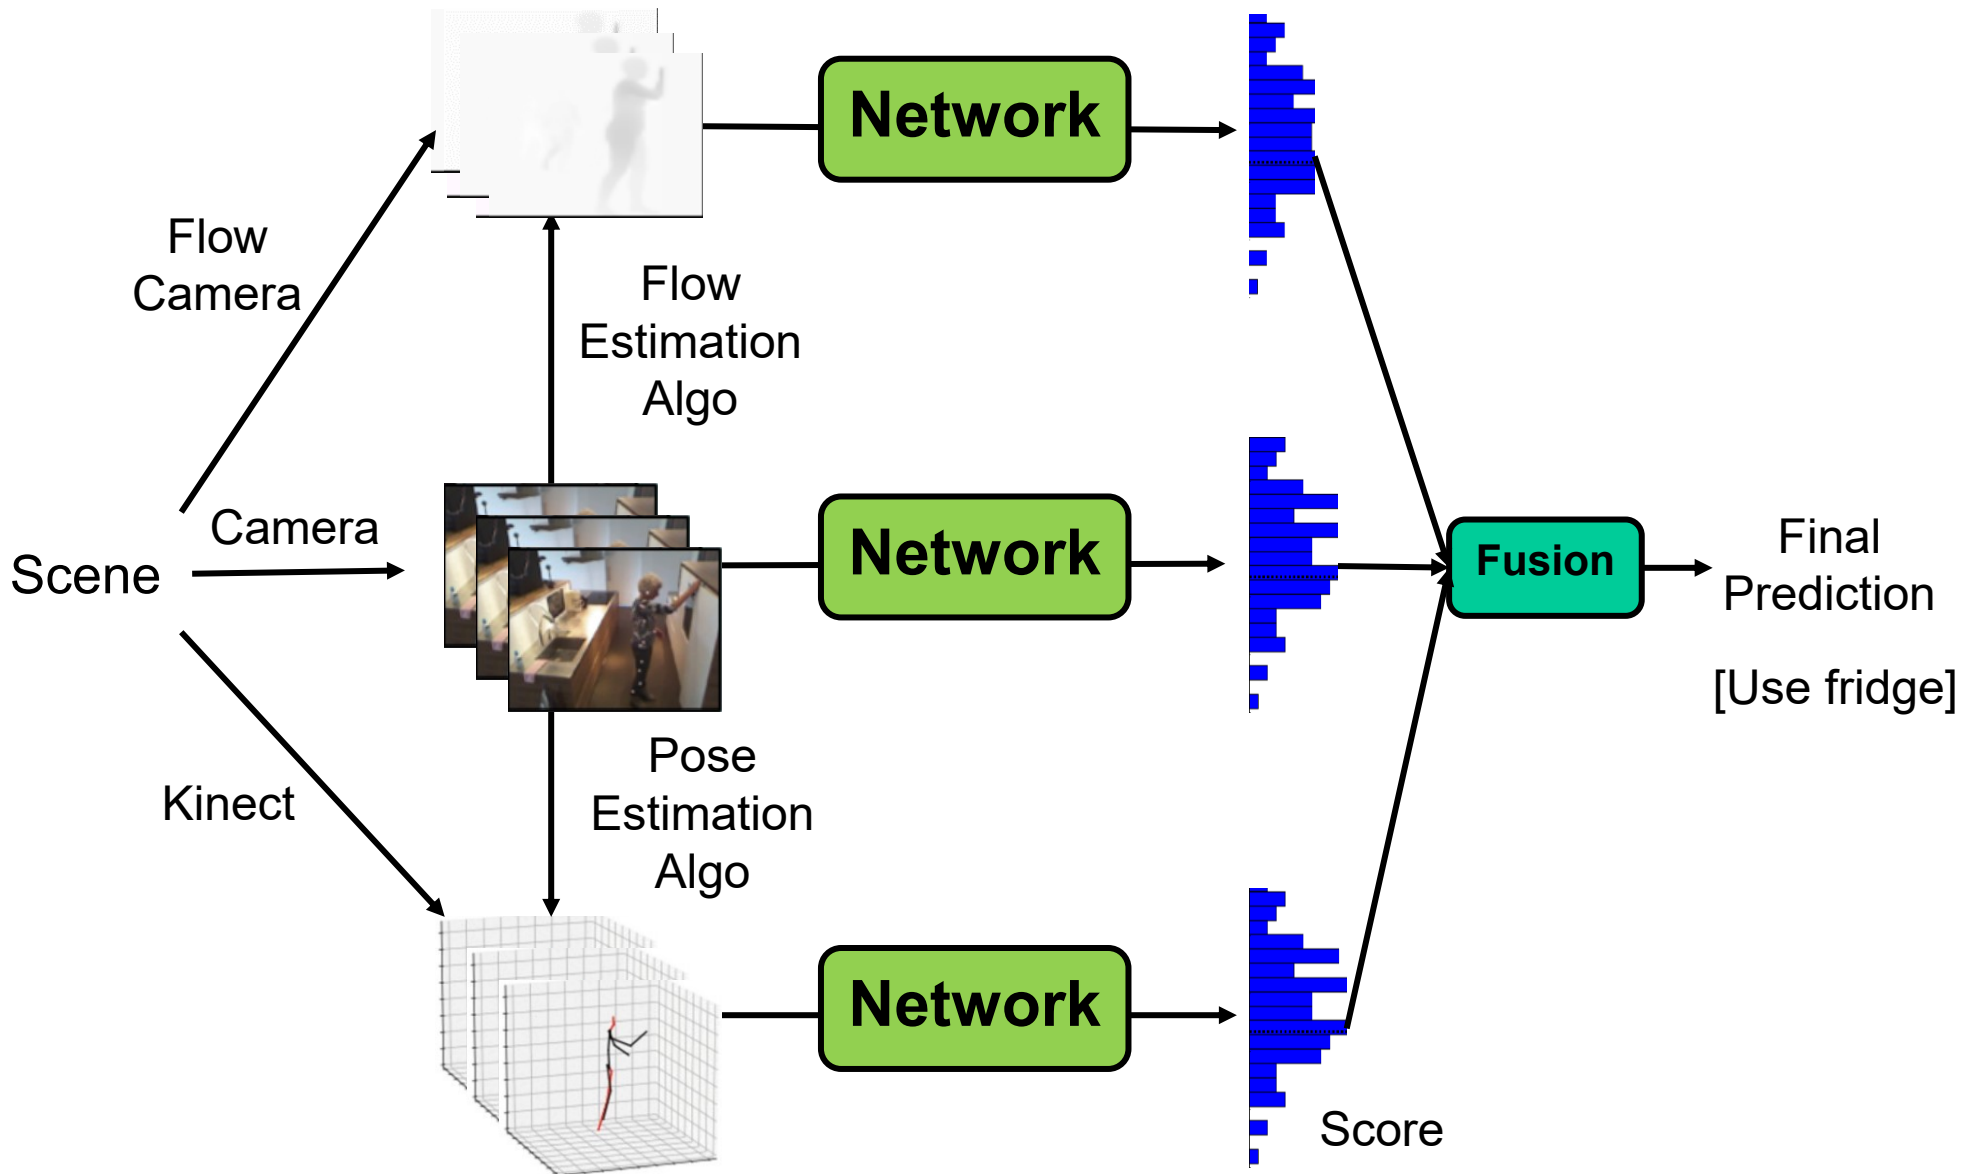 Network
Flow
Camera
Flow
Estimation
Algo
Camera
Scene
Network
Fusion
Final
Prediction
[Use fridge]
Pose
Estimation
Algo
Kinect
Network
Score